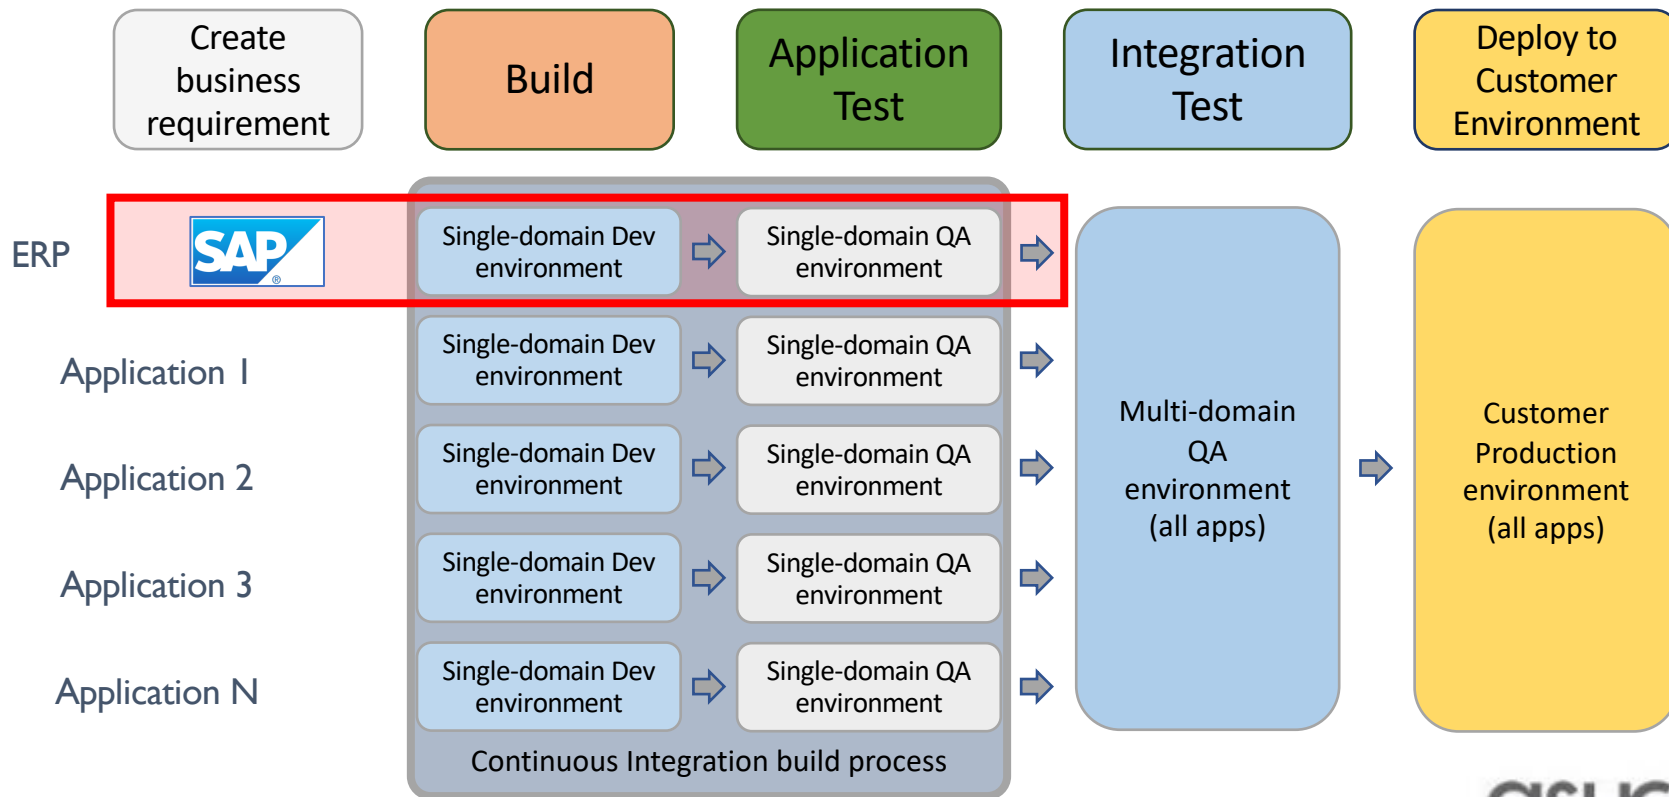 Create
business
requirement
Build
Application
Test
Integration
Test
Deploy to
Customer
Environment
ERP
SAP
®
Single-domain Dev
environment
Single-domain QA
environment
Application 1
Single-domain Dev
environment
Single-domain QA
environment
Application 2
Single-domain Dev
environment
Single-domain QA
environment
Application 3
Single-domain Dev
environment
Single-domain QA
environment
Application N
Single-domain Dev
environment
Single-domain QA
environment
Continuous Integration build process
Multi-domain
QA
environment
(all apps)
Customer
Production
environment
(all apps)